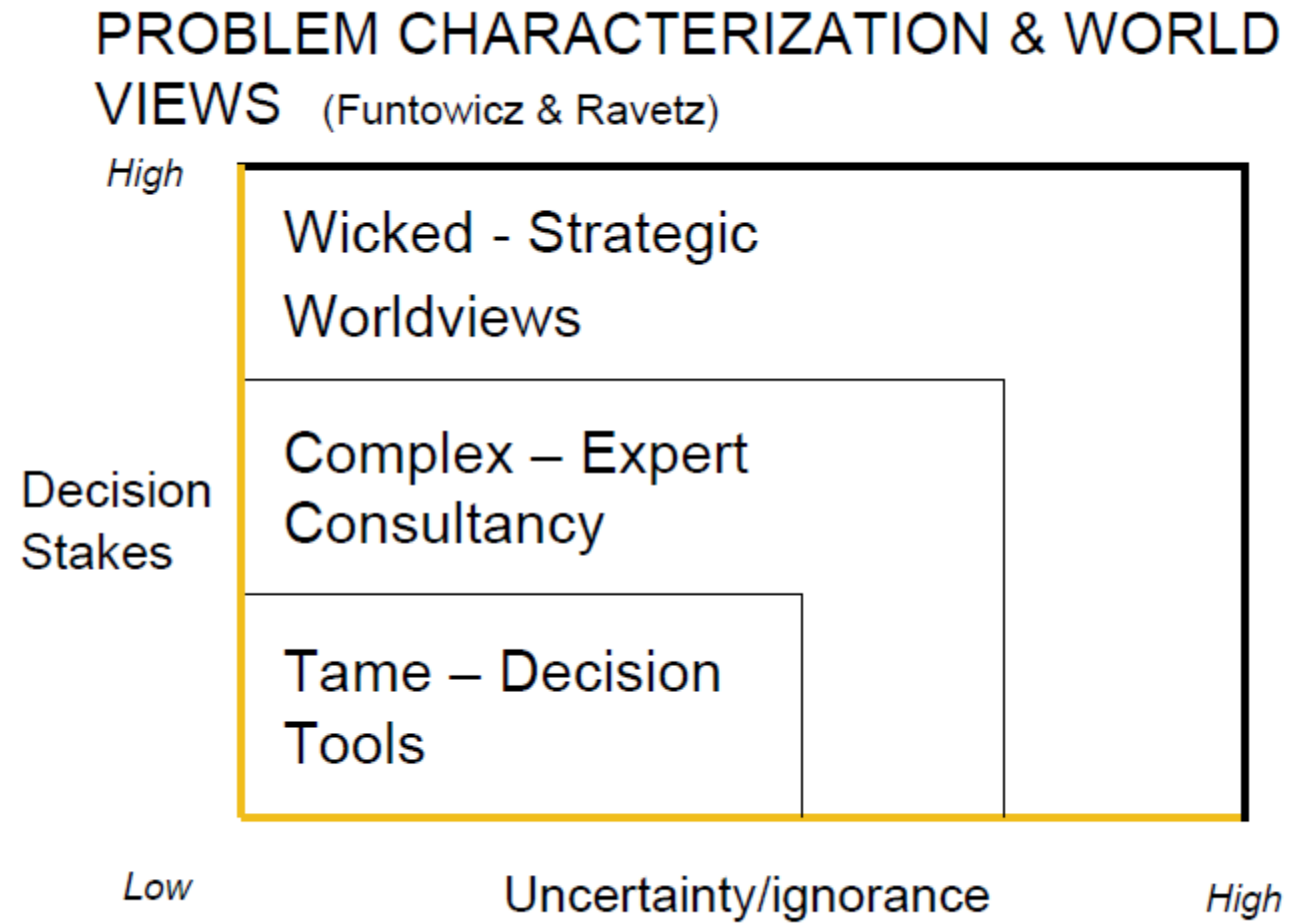 PROBLEM CHARACTERIZATION & WORLD
VIEWS (Funtowicz & Ravetz)
High
Wicked - Strategic
Worldviews
Complex – Expert
Consultancy
Decision
Stakes
Tame – Decision
Tools
Low
Uncertainty/ignorance
High